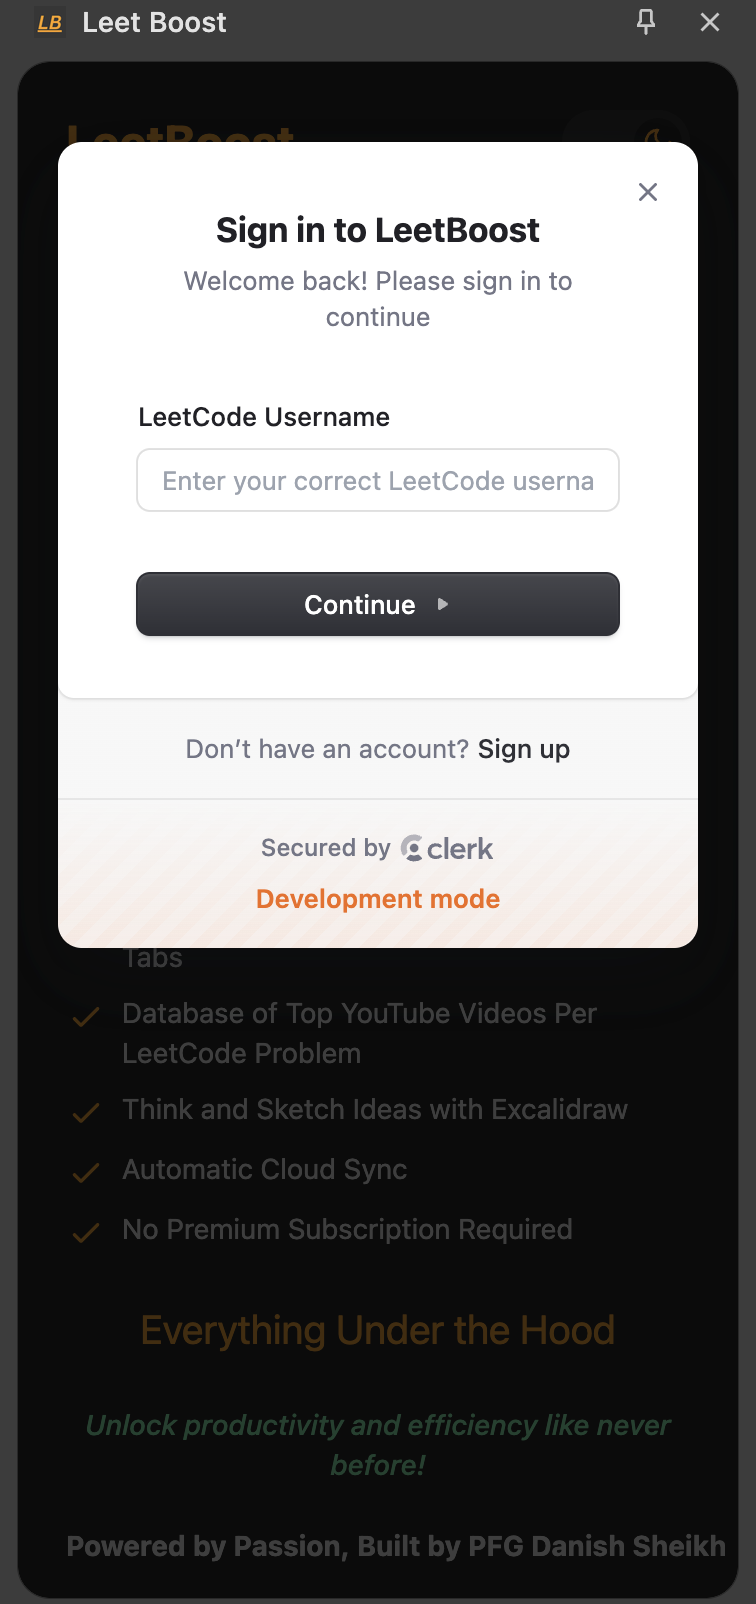 LB Leet Boost
LeetBoost
Sign in to LeetBoost
Welcome back! Please sign in to
continue
LeetCode Username
Enter your correct LeetCode userna
Continue
Don’t have an account? Sign up
Secured by clerk
Development mode
Tabs
Database of Top YouTube Videos Per
LeetCode Problem
Think and Sketch Ideas with Excalidraw
Automatic Cloud Sync
No Premium Subscription Required
Everything Under the Hood
Unlock productivity and efficiency like never
before!
Powered by Passion, Built by PFG Danish Sheikh